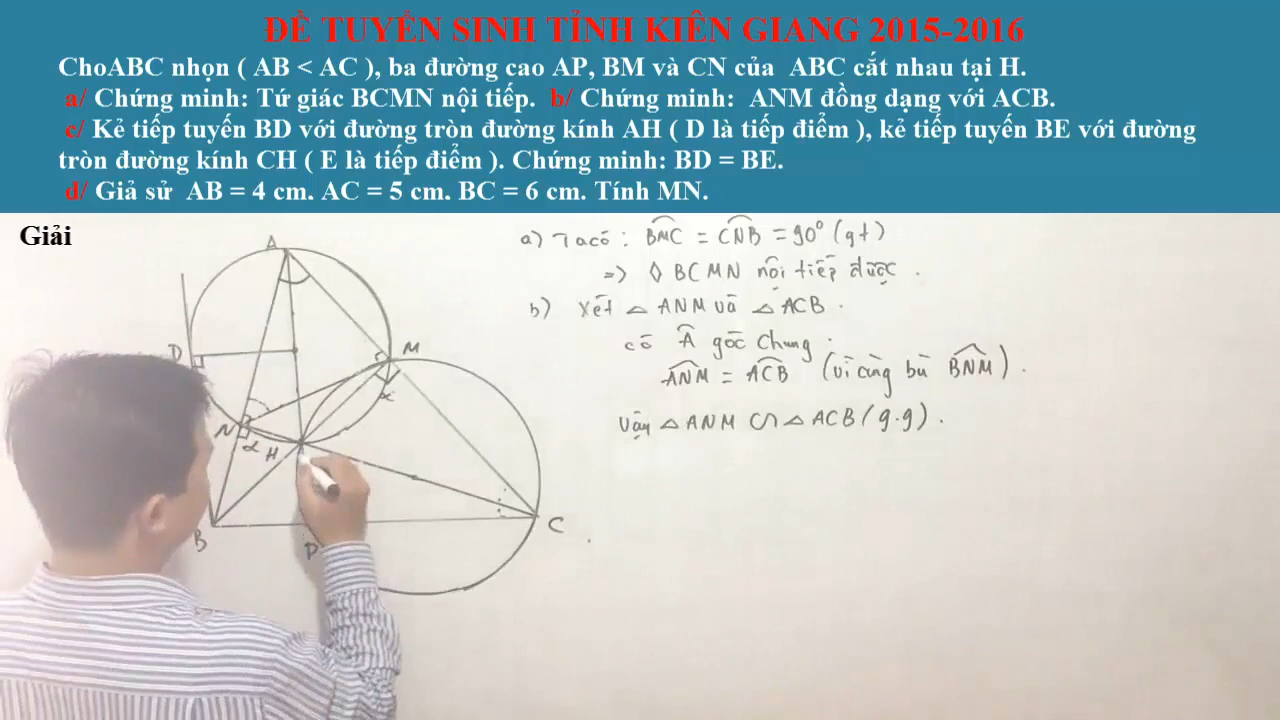 ĐỀ TUYỂN SINH TỈNH KIÊN GIANG 2015-2016
ChoABC nhọn ( AB < AC ), ba đường cao AP, BM và CN của ABC cắt nhau tại H.
a/ Chứng minh: Tứ giác BCMN nội tiếp. b/ Chứng minh: ANM đồng dạng với ACB.
c/ Kẻ tiếp tuyến BD với đường tròn đường kính AH ( D là tiếp điểm ), kẻ tiếp tuyến BE với đường
tròn đường kính CH ( E là tiếp điểm ). Chứng minh: BD = BE.
d/ Giả sử AB = 4 cm. AC = 5 cm. BC = 6 cm. Tính MN.
Giải
a) Ta có : BMC = CNB = 90° (gt)
=> ◊ BCMN nội tiếp được .
b) Xét △ ANM và △ ACB .
có Â góc chung .
ANM = ACB (vì cùng bù BNM) .
Vậy △ ANM ∽ △ ACB (g.g) .
A
D
M
x
N
α
H
B
P
C